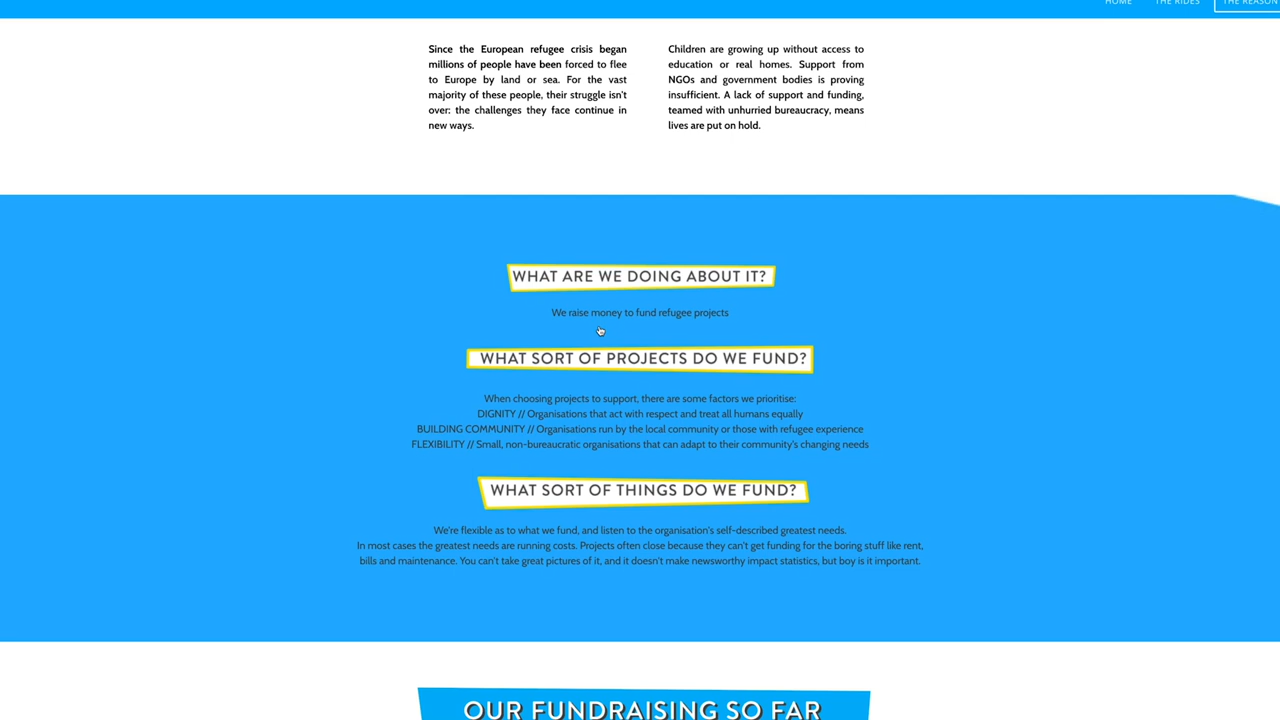 HOME THE RIDES THE REASON
Since the European refugee crisis began
millions of people have been forced to flee
to Europe by land or sea. For the vast
majority of these people, their struggle isn't
over: the challenges they face continue in
new ways.
Children are growing up without access to
education or real homes. Support from
NGOs and government bodies is proving
insufficient. A lack of support and funding,
teamed with unhurried bureaucracy, means
lives are put on hold.
WHAT ARE WE DOING ABOUT IT?
We raise money to fund refugee projects
WHAT SORT OF PROJECTS DO WE FUND?
When choosing projects to support, there are some factors we prioritise:
DIGNITY // Organisations that act with respect and treat all humans equally
BUILDING COMMUNITY // Organisations run by the local community or those with refugee experience
FLEXIBILITY // Small, non-bureaucratic organisations that can adapt to their community's changing needs
WHAT SORT OF THINGS DO WE FUND?
We're flexible as to what we fund, and listen to the organisation's self-described greatest needs.
In most cases the greatest needs are running costs. Projects often close because they can't get funding for the boring stuff like rent,
bills and maintenance. You can't take great pictures of it, and it doesn't make newsworthy impact statistics, but boy is it important.
OUR FUNDRAISING SO FAR